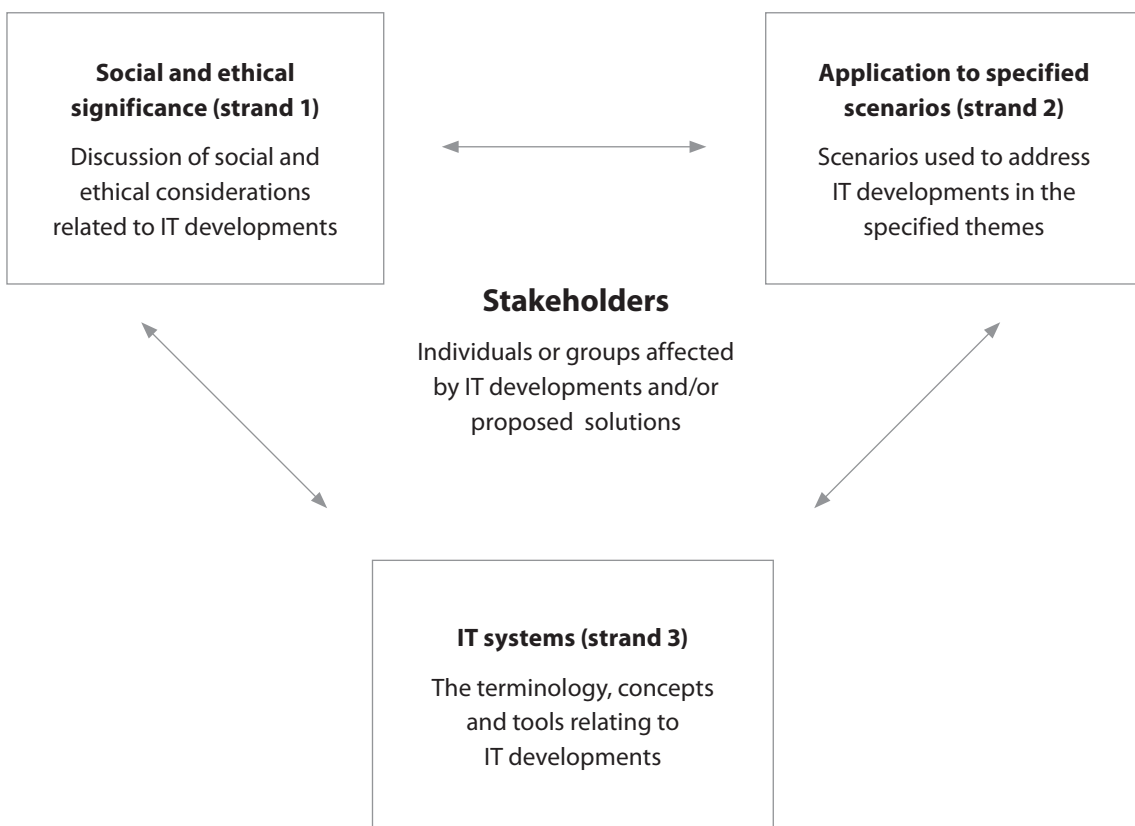 Social and ethical
significance (strand 1)
Discussion of social and
ethical considerations
related to IT developments
Application to specified
scenarios (strand 2)
Scenarios used to address
IT developments in the
specified themes
Stakeholders
Individuals or groups affected
by IT developments and/or
proposed solutions
IT systems (strand 3)
The terminology, concepts
and tools relating to
IT developments